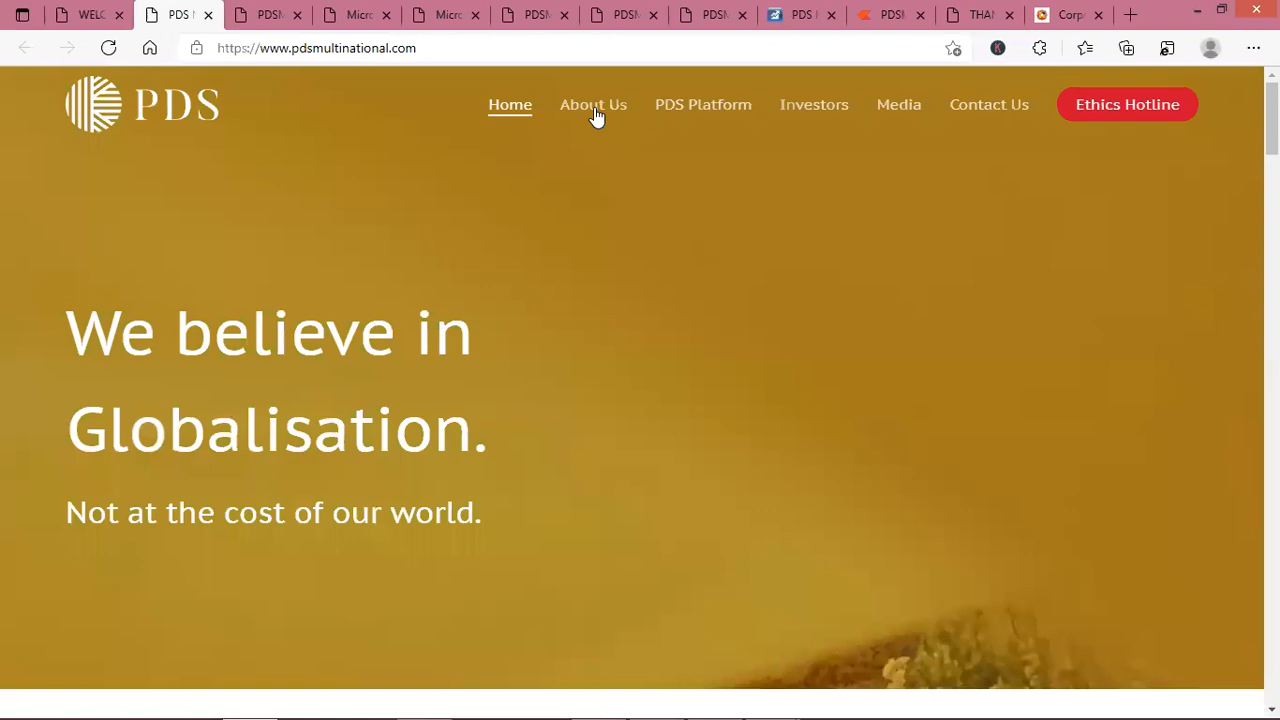 WELC
PDS
PDSM
Micro
Micro
PDSM
PDSM
PDSM
PDS
PDSM
THAN
Corp
https://www.pdsmultinational.com
PDS
Home
About Us
PDS Platform
Investors
Media
Contact Us
Ethics Hotline
We believe in
Globalisation.
Not at the cost of our world.